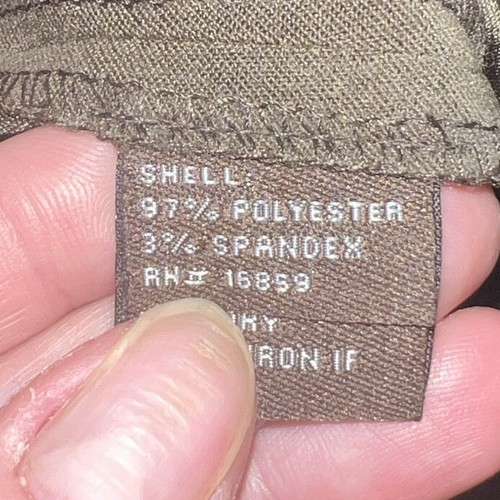 SHELL:
97% POLYESTER
3% SPANDEX
RN# 16859
IRON IF